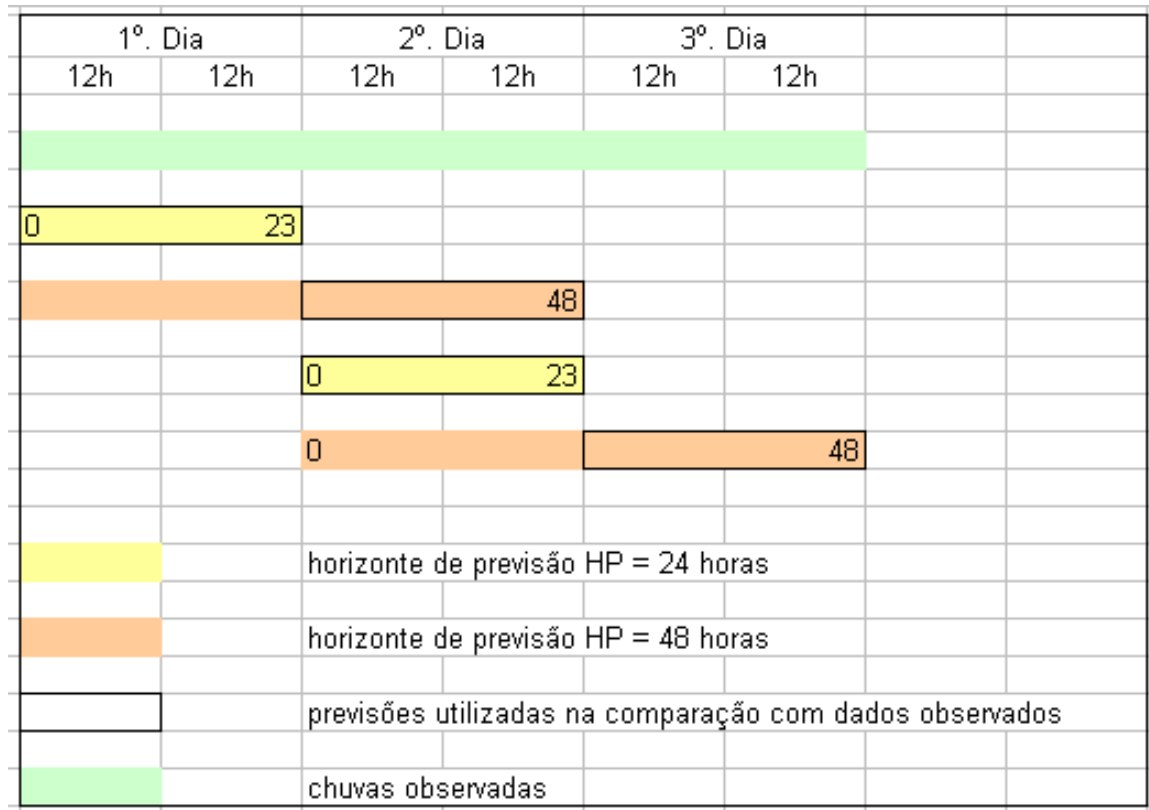 1º. Dia 2º. Dia 3º. Dia
12h 12h 12h 12h 12h 12h
0 23
48
0 23
0 48
horizonte de previsão HP = 24 horas
horizonte de previsão HP = 48 horas
previsões utilizadas na comparação com dados observados
chuvas observadas